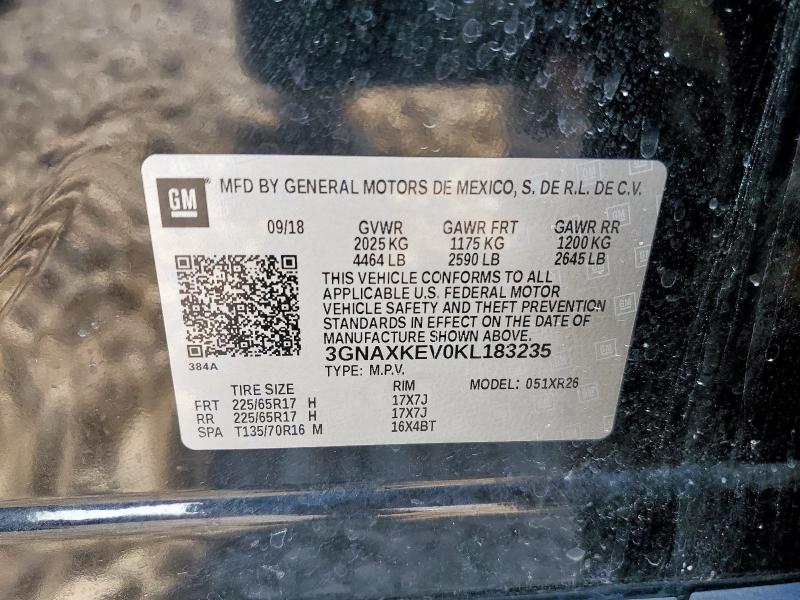 GM® MFD BY GENERAL MOTORS DE MEXICO, S. DE R.L. DE C.V.
09/18 GVWR GAWR FRT GAWR RR
2025 KG 1175 KG 1200 KG
4464 LB 2590 LB 2645 LB
THIS VEHICLE CONFORMS TO ALL
APPLICABLE U.S. FEDERAL MOTOR
VEHICLE SAFETY AND THEFT PREVENTION
STANDARDS IN EFFECT ON THE DATE OF
MANUFACTURE SHOWN ABOVE.
3GNAXKEV0KL183235
384A
TYPE: M.P.V.
TIRE SIZE RIM MODEL: 051XR26
FRT 225/65R17 H 17X7J
RR 225/65R17 H 17X7J
SPA T135/70R16 M 16X4BT